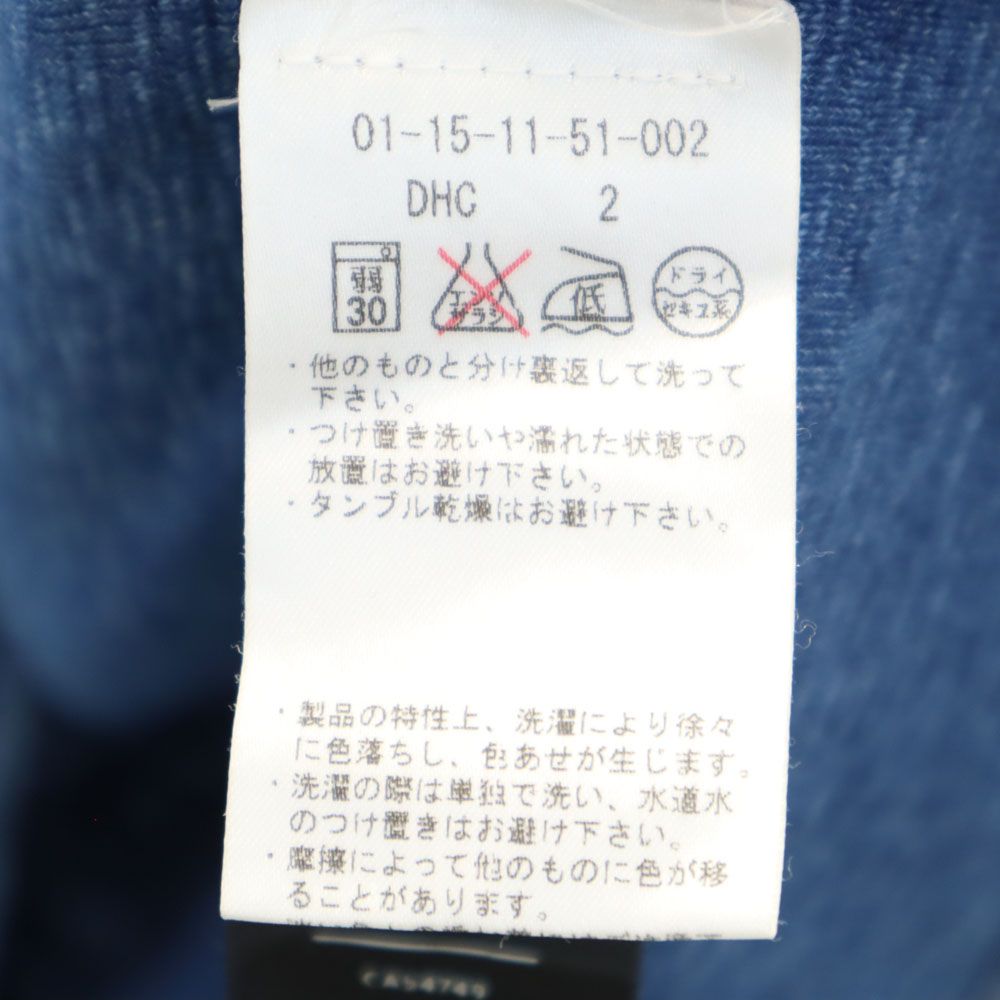 01-15-11-51-002
DHC 2
弱 30 エンソ サラシ 低 ドライ セキユ系
・他のものと分け裏返して洗って
下さい。
・つけ置き洗いや濡れた状態での
放置はお避け下さい。
・タンブル乾燥はお避け下さい。
・製品の特性上、洗濯により徐々
に色落ちし、色あせが生じます。
・洗濯の際は単独で洗い、水道水
のつけ置きはお避け下さい。
・摩擦によって他のものに色が移
ることがあります。
CA54749